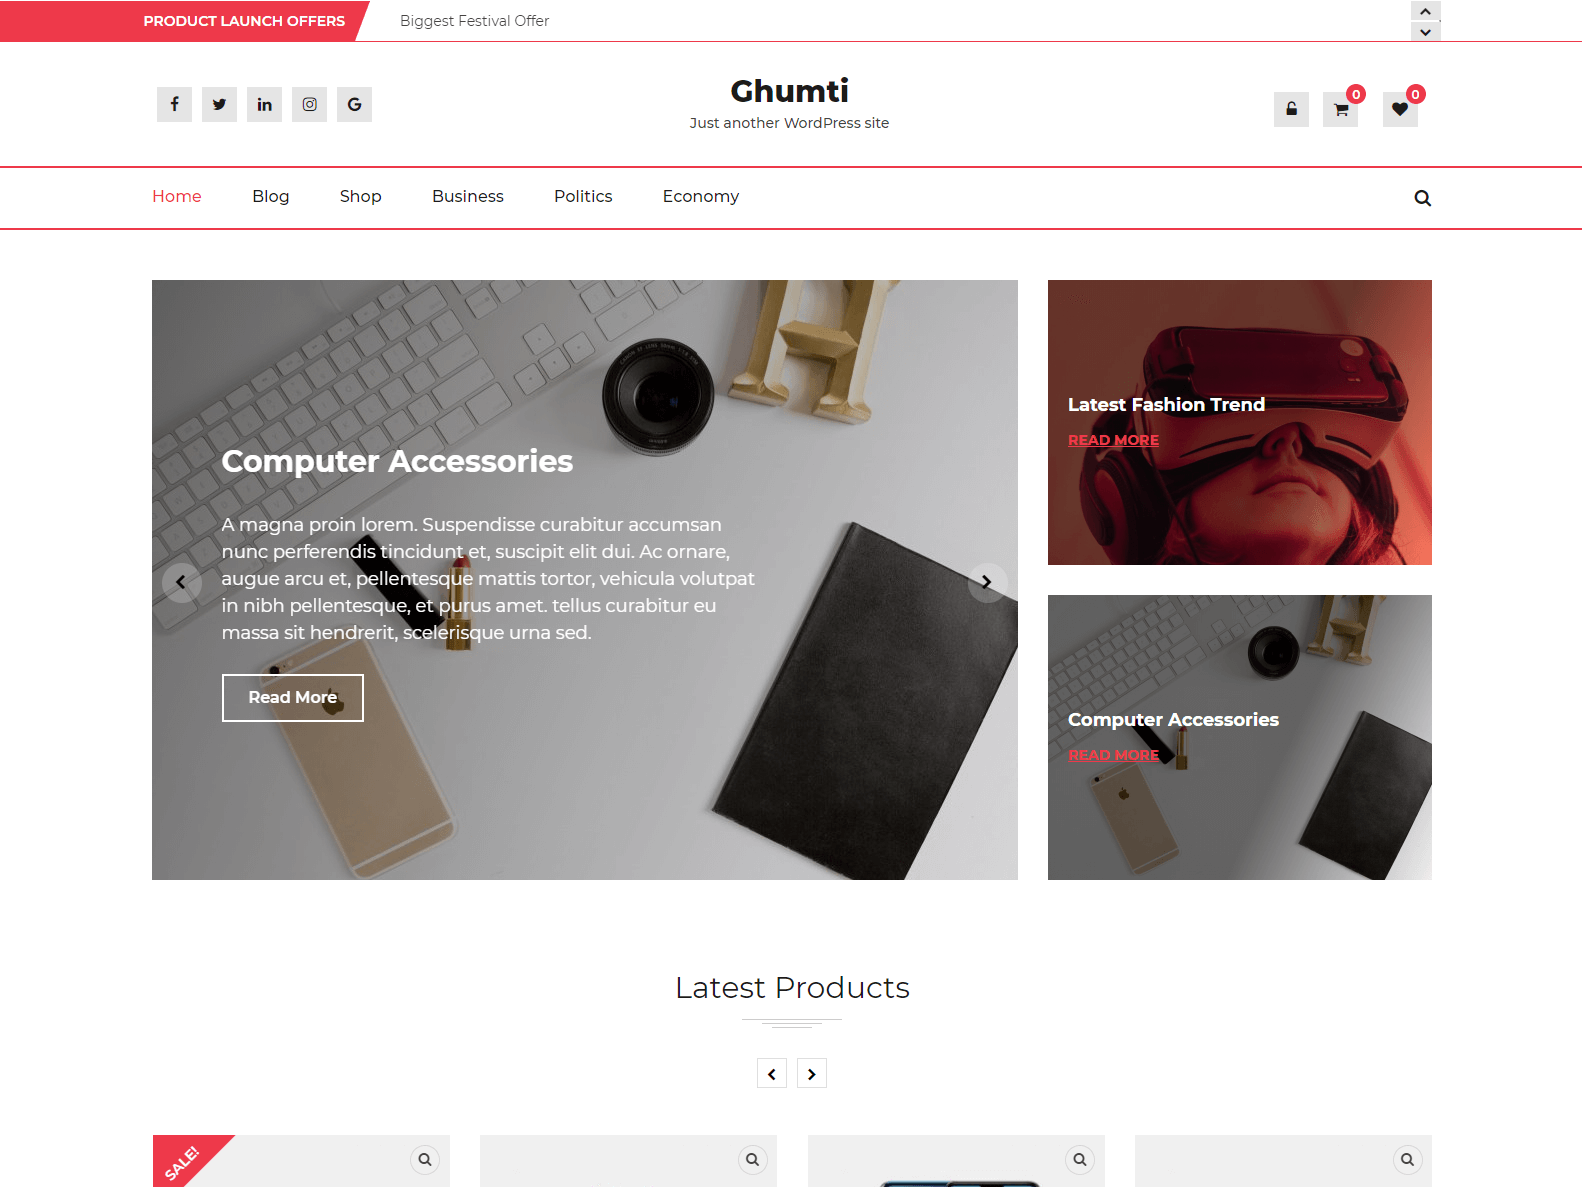 PRODUCT LAUNCH OFFERS
Biggest Festival Offer
Ghumti
Just another WordPress site
0
0
Home
Blog
Shop
Business
Politics
Economy
Computer Accessories
A magna proin lorem. Suspendisse curabitur accumsan
nunc perferendis tincidunt et, suscipit elit dui. Ac ornare,
augue arcu et, pellentesque mattis tortor, vehicula volutpat
in nibh pellentesque, et purus amet. tellus curabitur eu
massa sit hendrerit, scelerisque urna sed.
Read More
Latest Fashion Trend
READ MORE
Computer Accessories
READ MORE
Latest Products
SALE!